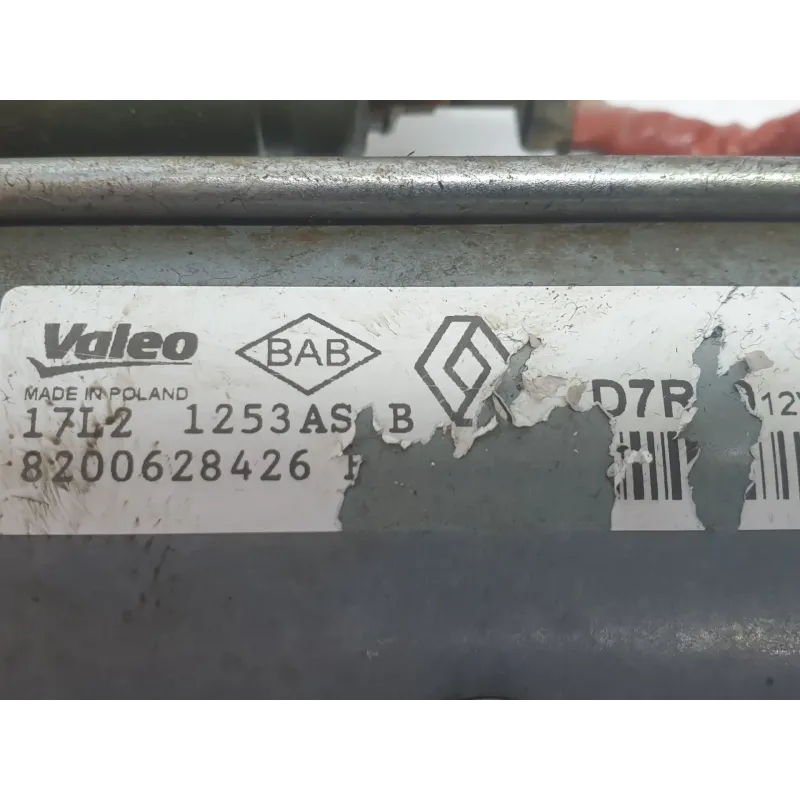 Valeo BAB
MADE IN POLAND D7R 12V
17L2 1253AS B
8200628426